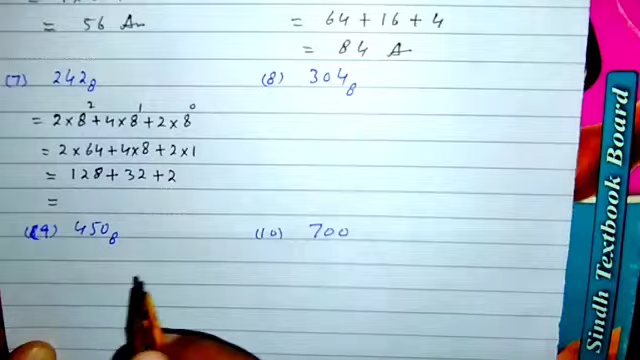 = 56 A
= 64 + 16 + 4
= 84 A
(7) 242₈
= 2×8² + 4×8¹ + 2×8⁰
= 2×64 + 4×8 + 2×1
= 128 + 32 + 2
=
(8) 304₈
(9) 450₈
(10) 700
Sindh Textbook Board